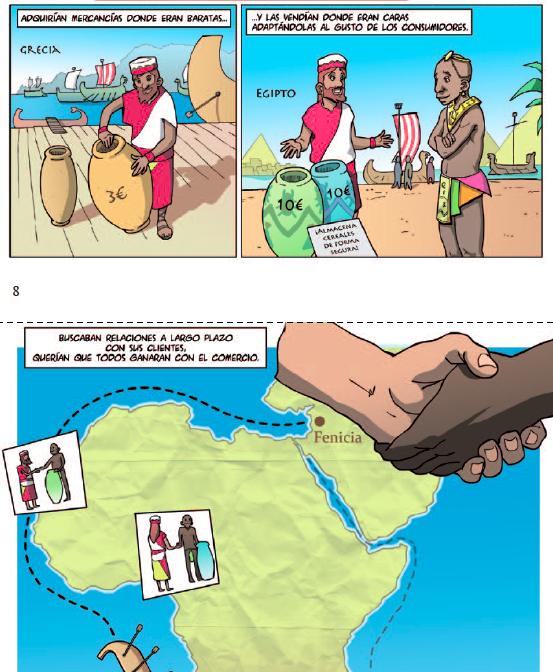 ADQUIRÍAN MERCANCÍAS DONDE ERAN BARATAS...
GRECIA
3€
...Y LAS VENDÍAN DONDE ERAN CARAS
ADAPTÁNDOLAS AL GUSTO DE LOS CONSUMIDORES.
EGIPTO
10€
10€
¡ALMACENA
CEREALES
DE FORMA
SEGURA!
8
BUSCABAN RELACIONES A LARGO PLAZO
CON SUS CLIENTES,
QUERÍAN QUE TODOS GANARAN CON EL COMERCIO.
Fenicia